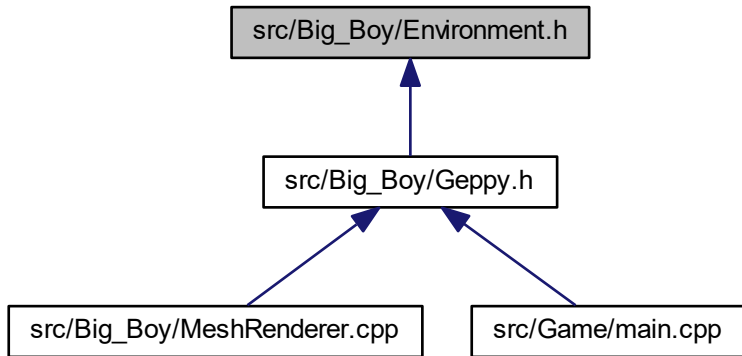 src/Big_Boy/Environment.h
src/Big_Boy/Geppy.h
src/Big_Boy/MeshRenderer.cpp
src/Game/main.cpp